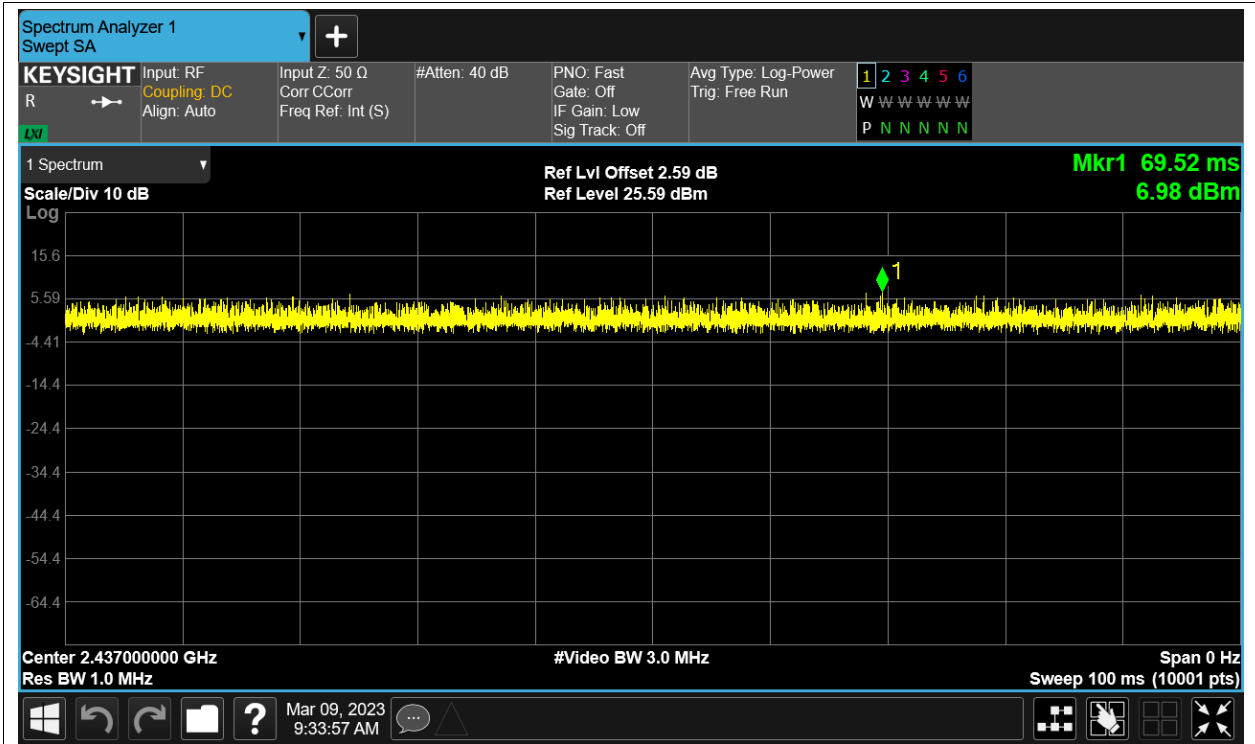 Spectrum Analyzer 1
Swept SA
KEYSIGHT
R
LXI
Input: RF
Coupling: DC
Align: Auto
Input Z: 50 Ω
Corr CCorr
Freq Ref: Int (S)
#Atten: 40 dB
PNO: Fast
Gate: Off
IF Gain: Low
Sig Track: Off
Avg Type: Log-Power
Trig: Free Run
1 2 3 4 5 6
W W W W W W
P N N N N N
1 Spectrum
Scale/Div 10 dB
Ref Lvl Offset 2.59 dB
Ref Level 25.59 dBm
Mkr1 69.52 ms
6.98 dBm
Log
15.6
5.59
-4.41
-14.4
-24.4
-34.4
-44.4
-54.4
-64.4
1
Center 2.437000000 GHz
Res BW 1.0 MHz
#Video BW 3.0 MHz
Span 0 Hz
Sweep 100 ms (10001 pts)
?
Mar 09, 2023
9:33:57 AM